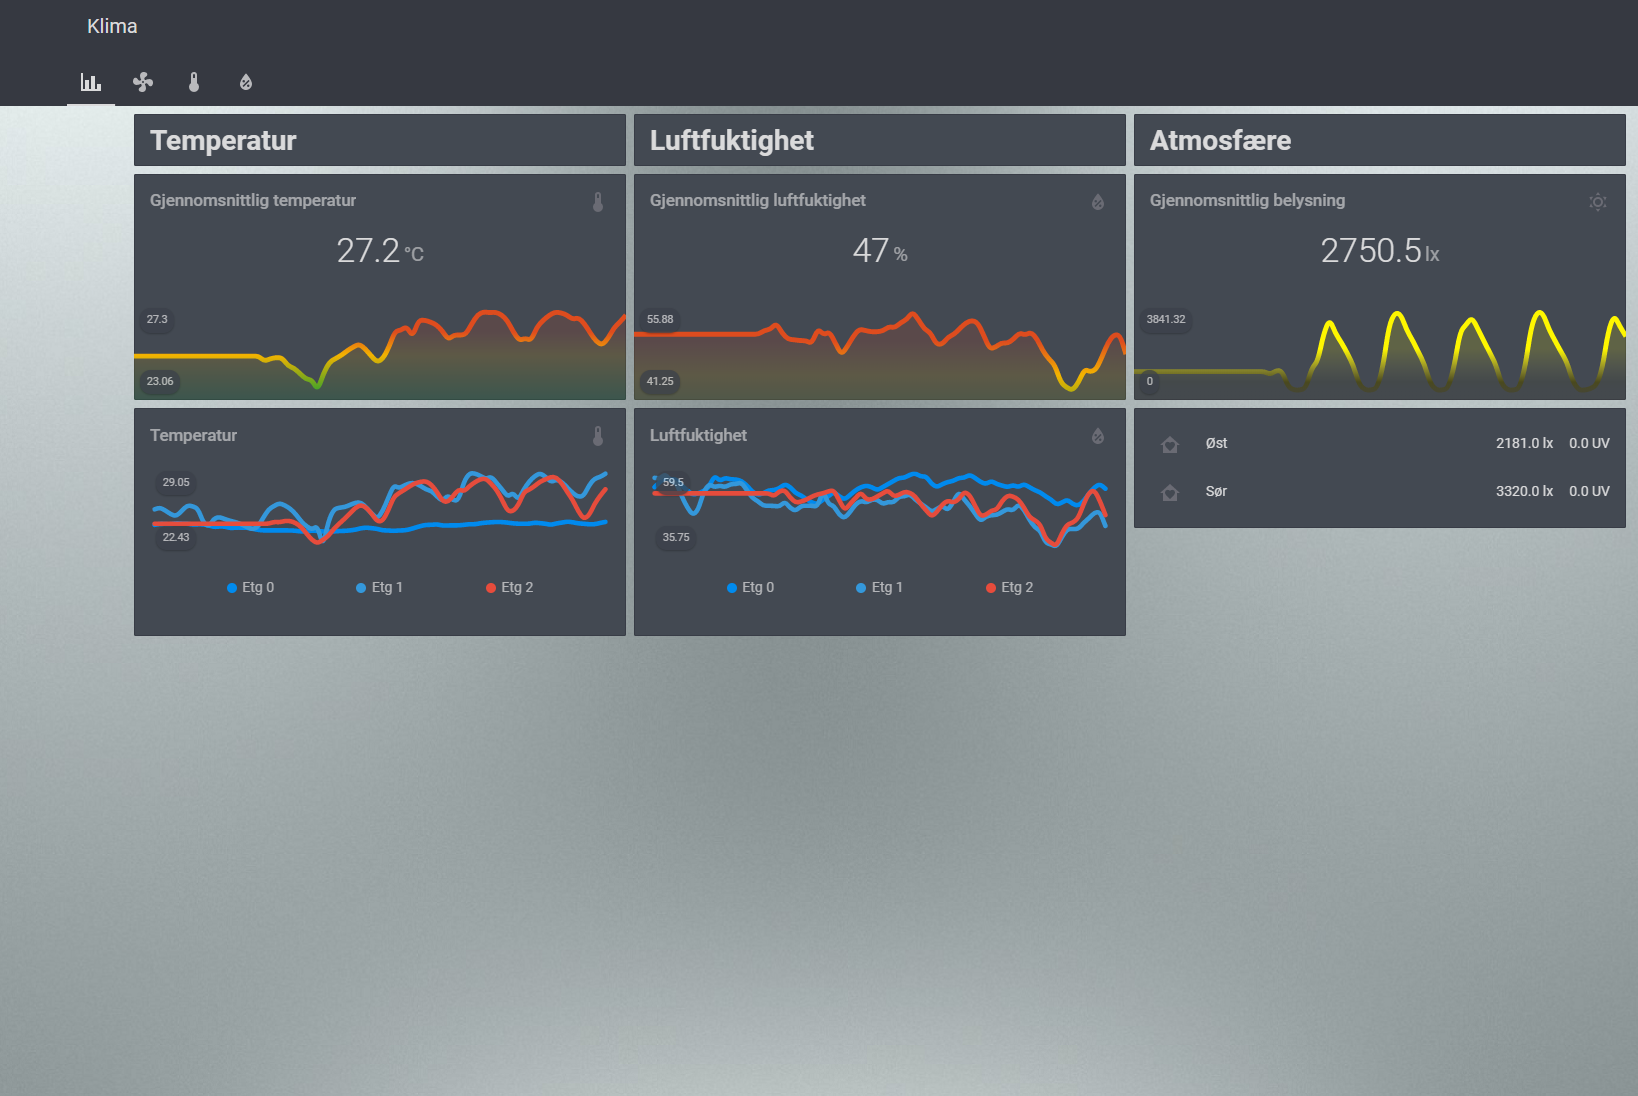 Klima
Temperatur
Gjennomsnittlig temperatur
27.2 °C
27.3
23.06
Temperatur
29.05
22.43
Etg 0 Etg 1 Etg 2
Luftfuktighet
Gjennomsnittlig luftfuktighet
47 %
55.88
41.25
Luftfuktighet
59.5
35.75
Etg 0 Etg 1 Etg 2
Atmosfære
Gjennomsnittlig belysning
2750.5 lx
3841.32
0
Øst 2181.0 lx 0.0 UV
Sør 3320.0 lx 0.0 UV